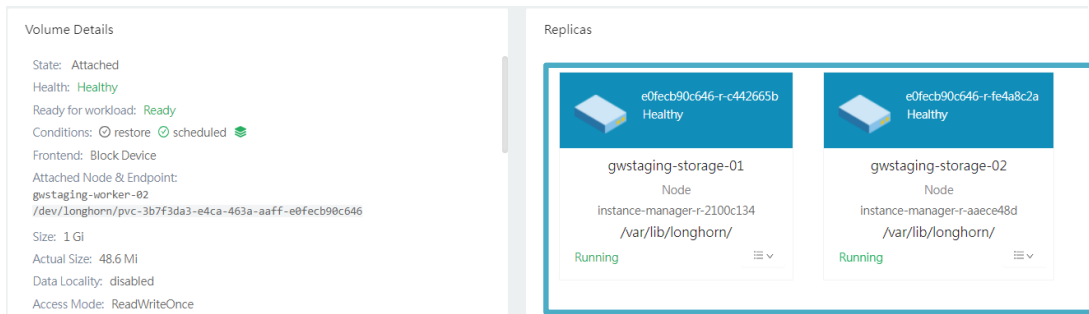 Volume Details
State: Attached
Health: Healthy
Ready for workload: Ready
Conditions: restore scheduled
Frontend: Block Device
Attached Node & Endpoint:
gwstaging-worker-02
/dev/longhorn/pvc-3b7f3da3-e4ca-463a-aaff-e0fecb90c646
Size: 1 Gi
Actual Size: 48.6 Mi
Data Locality: disabled
Access Mode: ReadWriteOnce
Replicas
e0fecb90c646-r-c442665b
Healthy
gwstaging-storage-01
Node
instance-manager-r-2100c134
/var/lib/longhorn/
Running
e0fecb90c646-r-fe4a8c2a
Healthy
gwstaging-storage-02
Node
instance-manager-r-aaece48d
/var/lib/longhorn/
Running